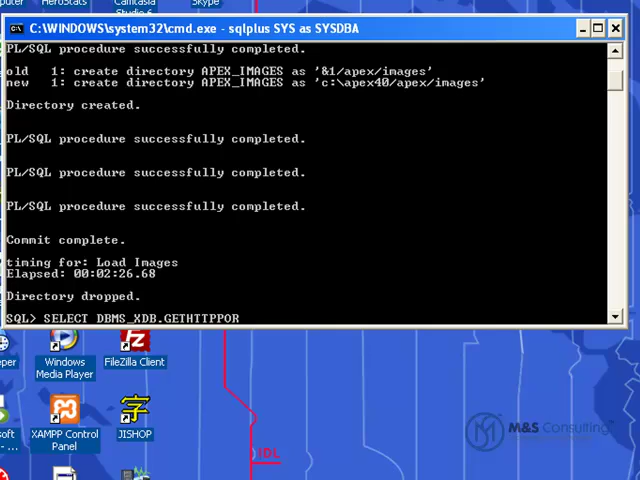 HeroStats
Camtasia
Studio 6
Skype
C:\WINDOWS\system32\cmd.exe - sqlplus SYS as SYSDBA
PL/SQL procedure successfully completed.
old   1: create directory APEX_IMAGES as '&1/apex/images'
new   1: create directory APEX_IMAGES as 'c:\apex40/apex/images'
Directory created.
PL/SQL procedure successfully completed.
PL/SQL procedure successfully completed.
PL/SQL procedure successfully completed.
Commit complete.
timing for: Load Images
Elapsed: 00:02:26.68
Directory dropped.
SQL> SELECT DBMS_XDB.GETHTTPPOR
Windows
Media Player
FileZilla Client
XAMPP Control
Panel
字
JISHOP
IDL
M&S Consulting